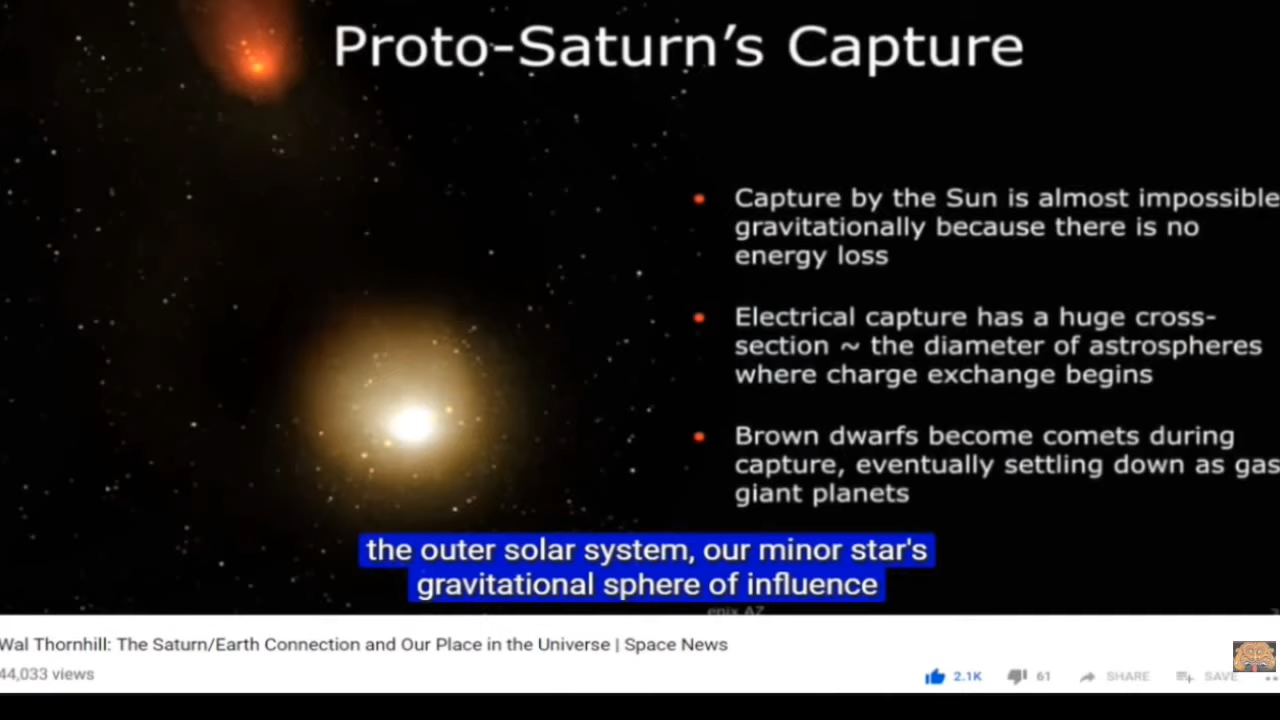 Proto-Saturn's Capture
Capture by the Sun is almost impossible
gravitationally because there is no
energy loss
Electrical capture has a huge cross-
section ~ the diameter of astrospheres
where charge exchange begins
Brown dwarfs become comets during
capture, eventually settling down as gas
giant planets
the outer solar system, our minor star's
gravitational sphere of influence
enix AZ
Wal Thornhill: The Saturn/Earth Connection and Our Place in the Universe | Space News
44,033 views
2.1K
61
SHARE
SAVE